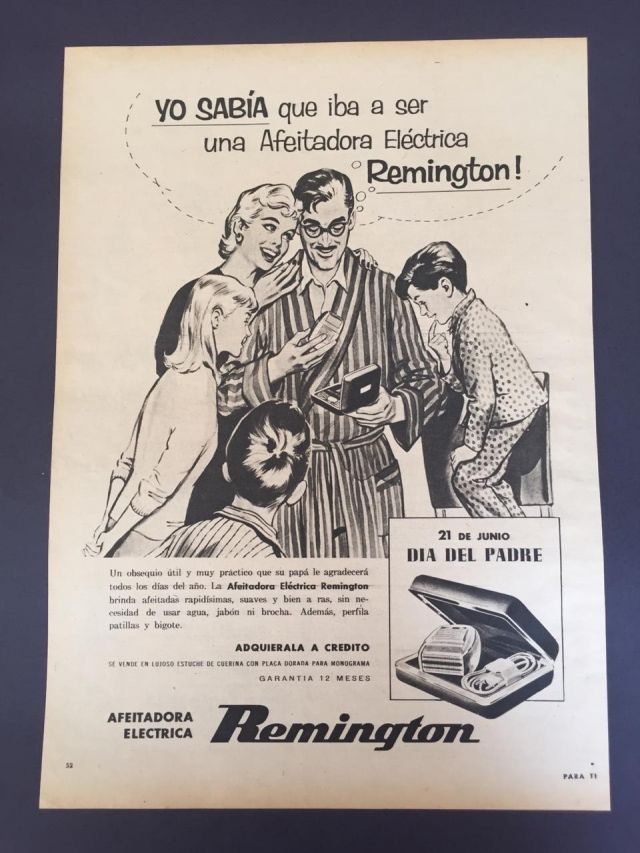 YO SABÍA que iba a ser
una Afeitadora Eléctrica
Remington!
21 DE JUNIO
DIA DEL PADRE
Un obsequio útil y muy práctico que su papá le agradecerá
todos los días del año. La Afeitadora Eléctrica Remington
brinda afeitadas rapidísimas, suaves y bien a ras, sin ne-
cesidad de usar agua, jabón ni brocha. Además, perfila
patillas y bigote.
ADQUIERALA A CREDITO
SE VENDE EN LUJOSO ESTUCHE DE CUERINA CON PLACA DORADA PARA MONOGRAMA
GARANTIA 12 MESES
AFEITADORA
ELECTRICA
Remington
52
PARA TI